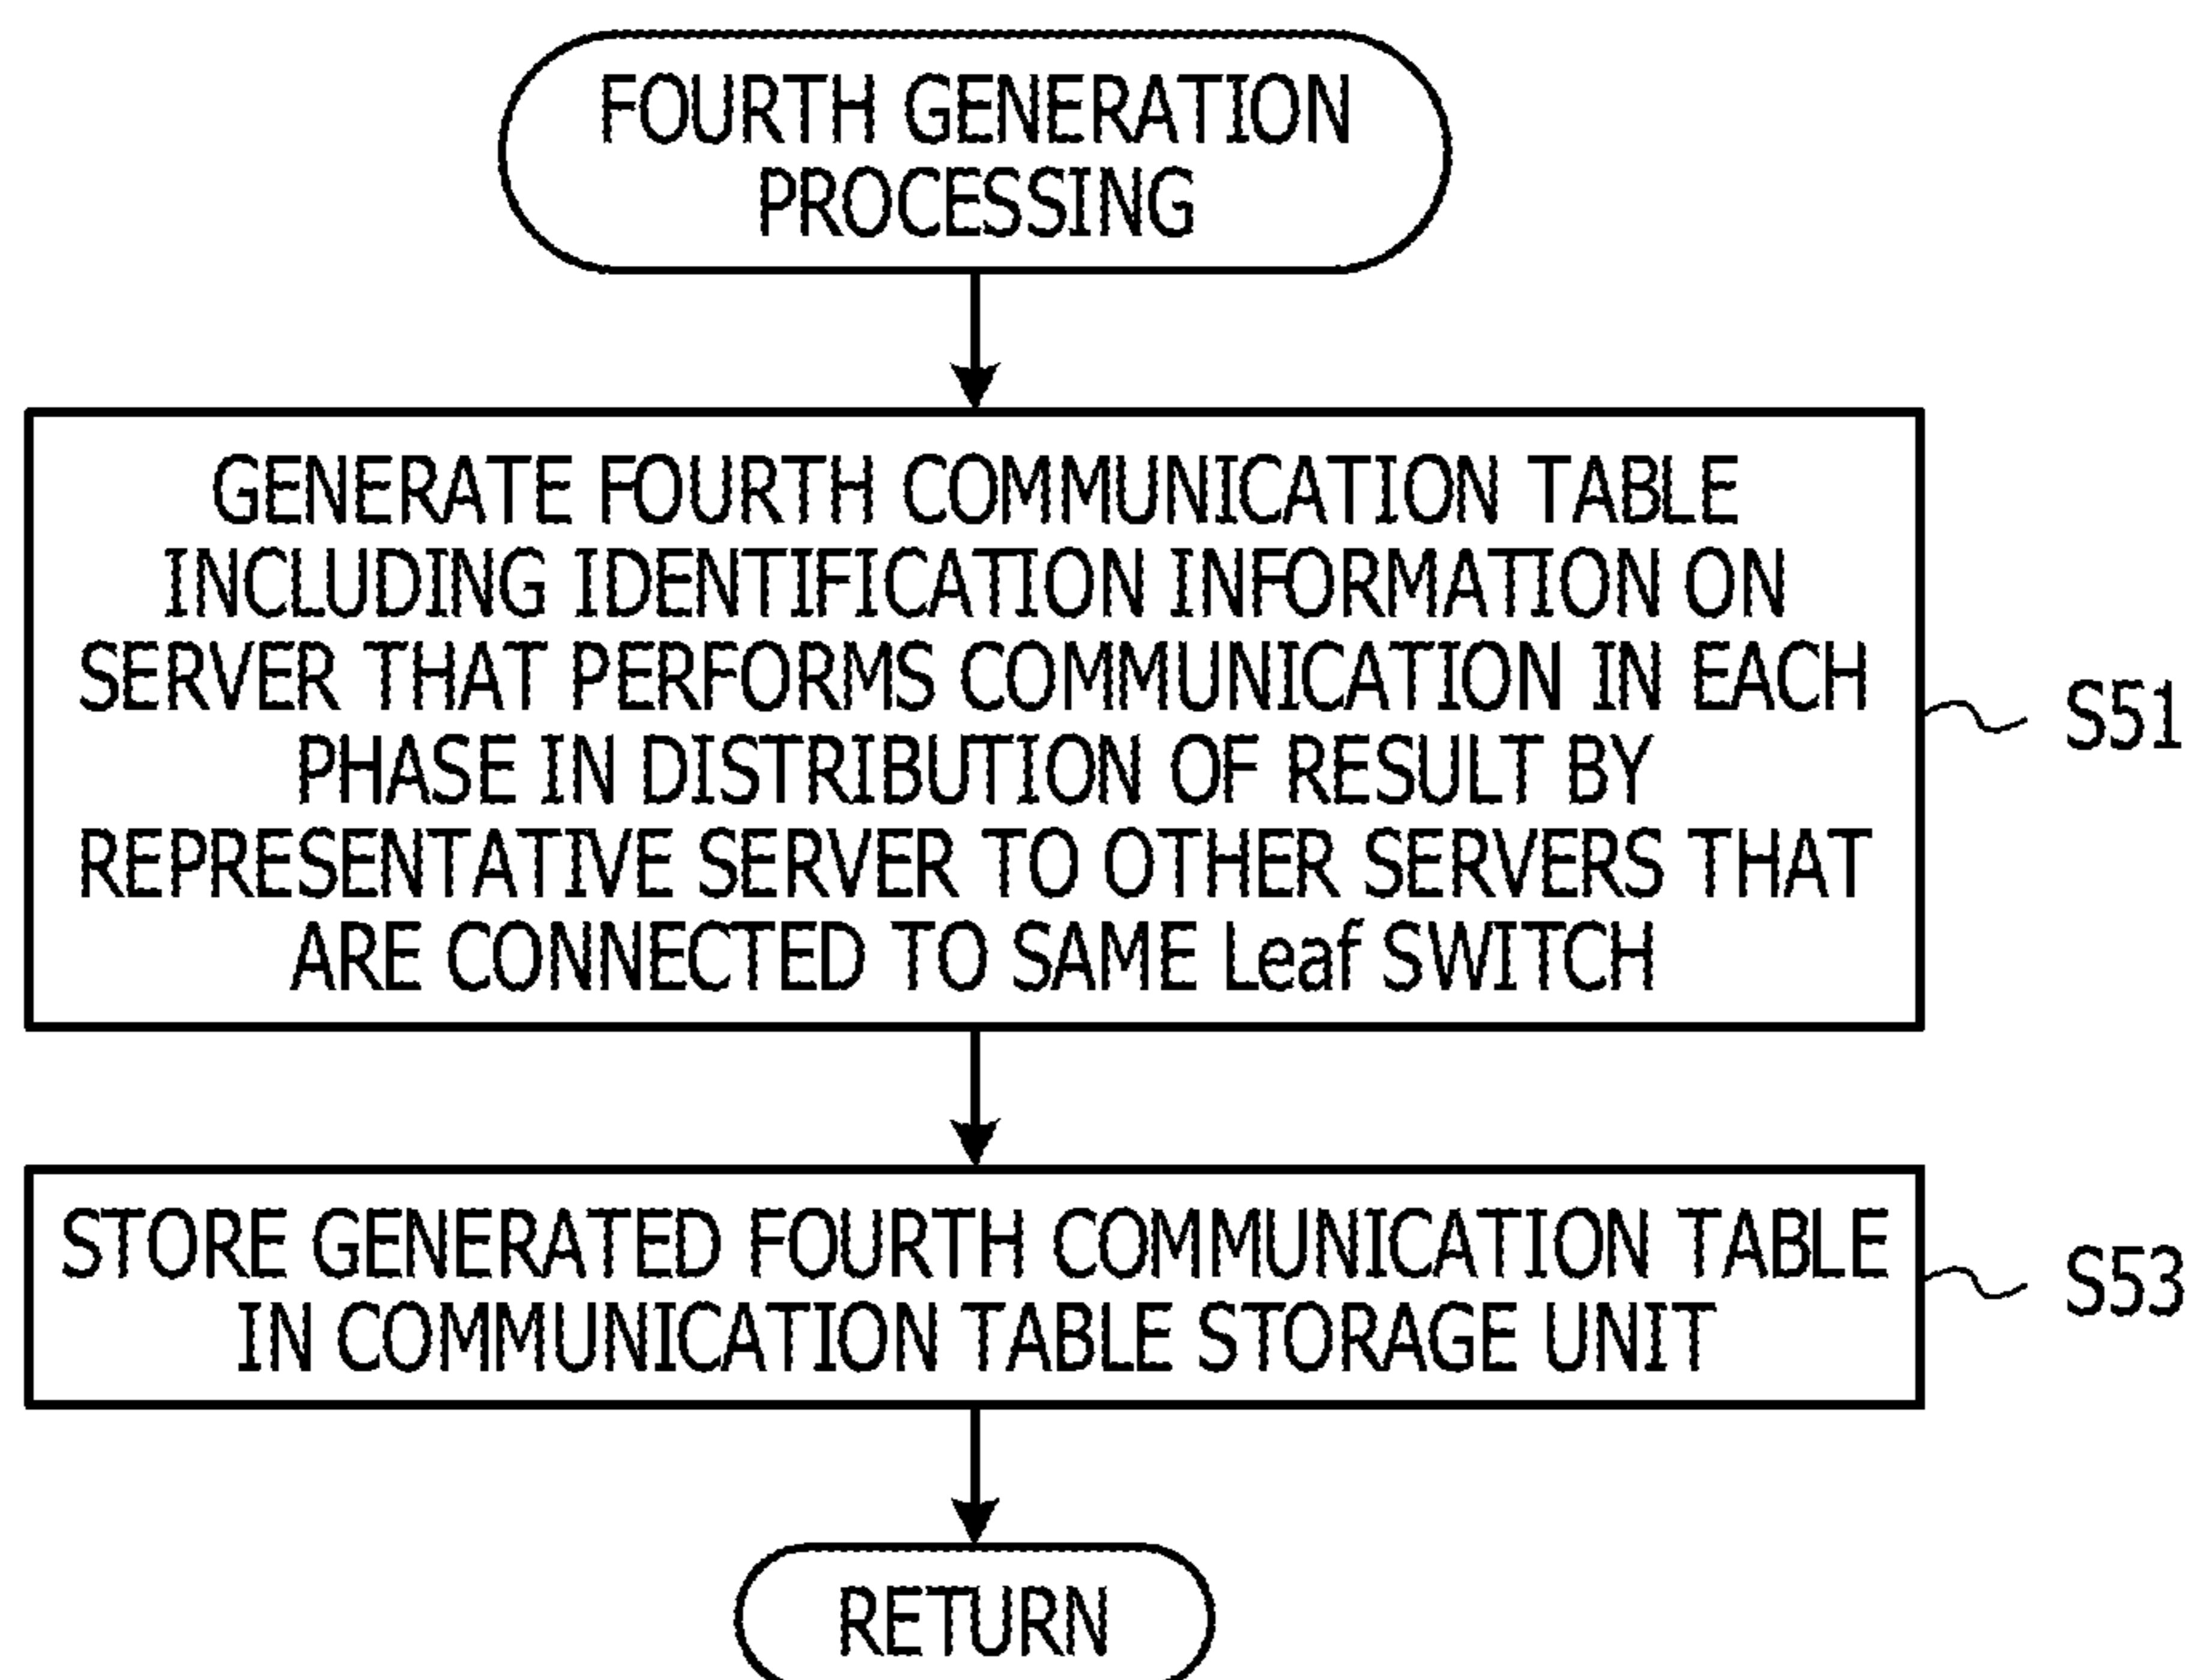 FOURTH GENERATION
PROCESSING
GENERATE FOURTH COMMUNICATION TABLE
INCLUDING IDENTIFICATION INFORMATION ON
SERVER THAT PERFORMS COMMUNICATION IN EACH
PHASE IN DISTRIBUTION OF RESULT BY
REPRESENTATIVE SERVER TO OTHER SERVERS THAT
ARE CONNECTED TO SAME Leaf SWITCH
S51
STORE GENERATED FOURTH COMMUNICATION TABLE
IN COMMUNICATION TABLE STORAGE UNIT
S53
RETURN